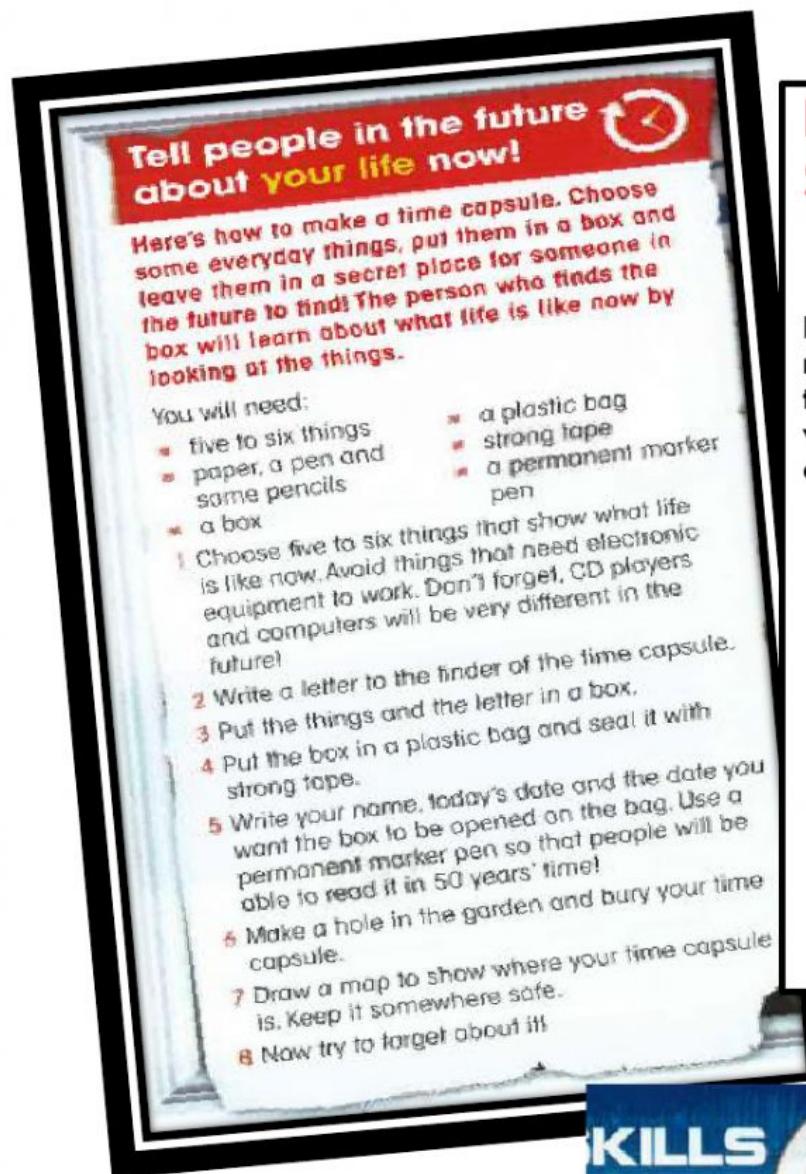 Tell people in the future
about your life now!
Here's how to make a time capsule. Choose
some everyday things, put them in a box and
leave them in a secret place for someone in
the future to find! The person who finds the
box will learn about what life is like now by
looking at the things.
You will need:
five to six things
paper, a pen and
some pencils
a box
a plastic bag
strong tape
a permanent marker
pen
1 Choose five to six things that show what life
is like now. Avoid things that need electronic
equipment to work. Don't forget, CD players
and computers will be very different in the
future!
2 Write a letter to the finder of the time capsule.
3 Put the things and the letter in a box.
4 Put the box in a plastic bag and seal it with
strong tape.
5 Write your name, today's date and the date you
want the box to be opened on the bag. Use a
permanent marker pen so that people will be
able to read it in 50 years' time!
6 Make a hole in the garden and bury your time
capsule.
7 Draw a map to show where your time capsule
is. Keep it somewhere safe.
8 Now try to forget about it!
KILLS